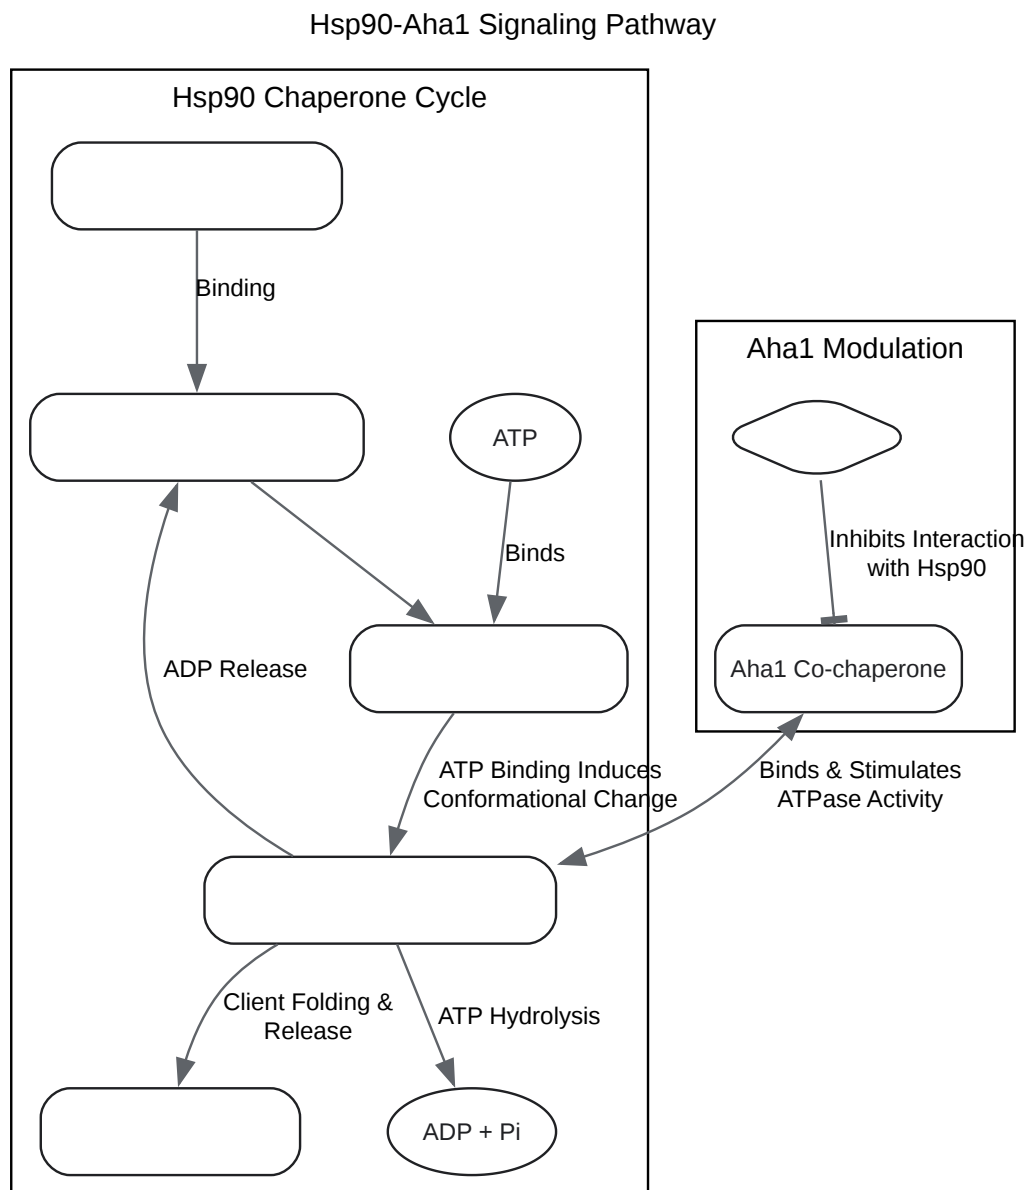 Hsp90-Aha1 Signaling Pathway
Hsp90 Chaperone Cycle
Binding
Aha1 Modulation
ATP
Inhibits Interaction
with Hsp90
Binds
ADP Release
Aha1 Co-chaperone
ATP Binding Induces
Conformational Change
Binds & Stimulates
ATPase Activity
Client Folding &
Release
ATP Hydrolysis
ADP + Pi